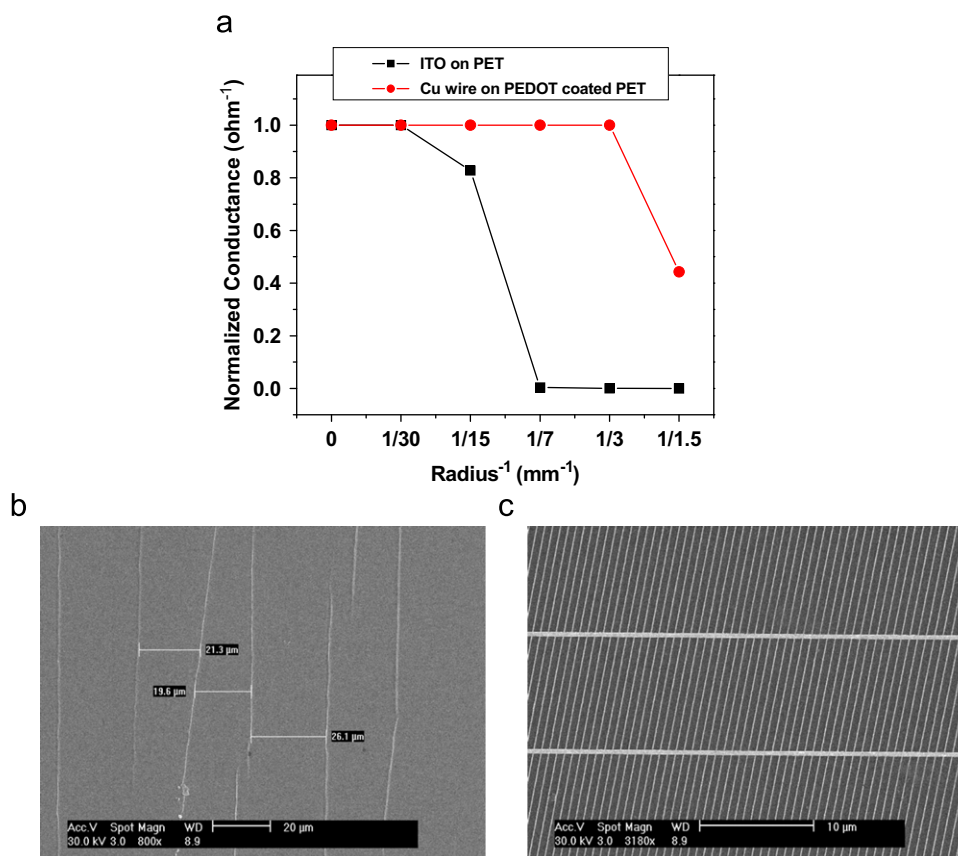 a
ITO on PET
Cu wire on PEDOT coated PET
Normalized Conductance (ohm⁻¹)
1.0
0.8
0.6
0.4
0.2
0.0
0 1/30 1/15 1/7 1/3 1/1.5
Radius⁻¹ (mm⁻¹)
b
21.3 µm
19.6 µm
26.1 µm
Acc.V Spot Magn WD 20 µm
30.0 kV 3.0 800x 8.9
c
Acc.V Spot Magn WD 10 µm
30.0 kV 3.0 3180x 8.9